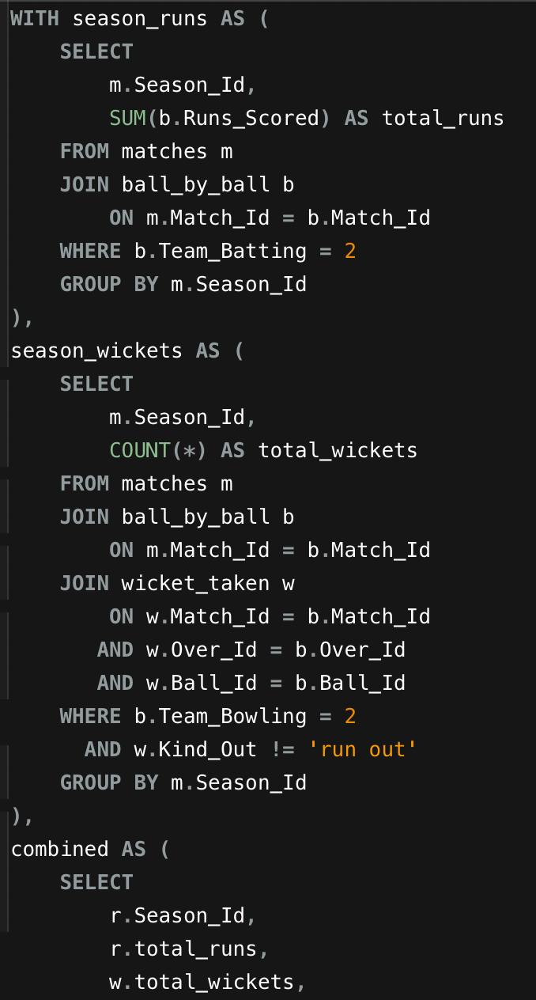 WITH season_runs AS (
    SELECT
        m.Season_Id,
        SUM(b.Runs_Scored) AS total_runs
    FROM matches m
    JOIN ball_by_ball b
        ON m.Match_Id = b.Match_Id
    WHERE b.Team_Batting = 2
    GROUP BY m.Season_Id
),
season_wickets AS (
    SELECT
        m.Season_Id,
        COUNT(*) AS total_wickets
    FROM matches m
    JOIN ball_by_ball b
        ON m.Match_Id = b.Match_Id
    JOIN wicket_taken w
        ON w.Match_Id = b.Match_Id
       AND w.Over_Id = b.Over_Id
       AND w.Ball_Id = b.Ball_Id
    WHERE b.Team_Bowling = 2
      AND w.Kind_Out != 'run out'
    GROUP BY m.Season_Id
),
combined AS (
    SELECT
        r.Season_Id,
        r.total_runs,
        w.total_wickets,